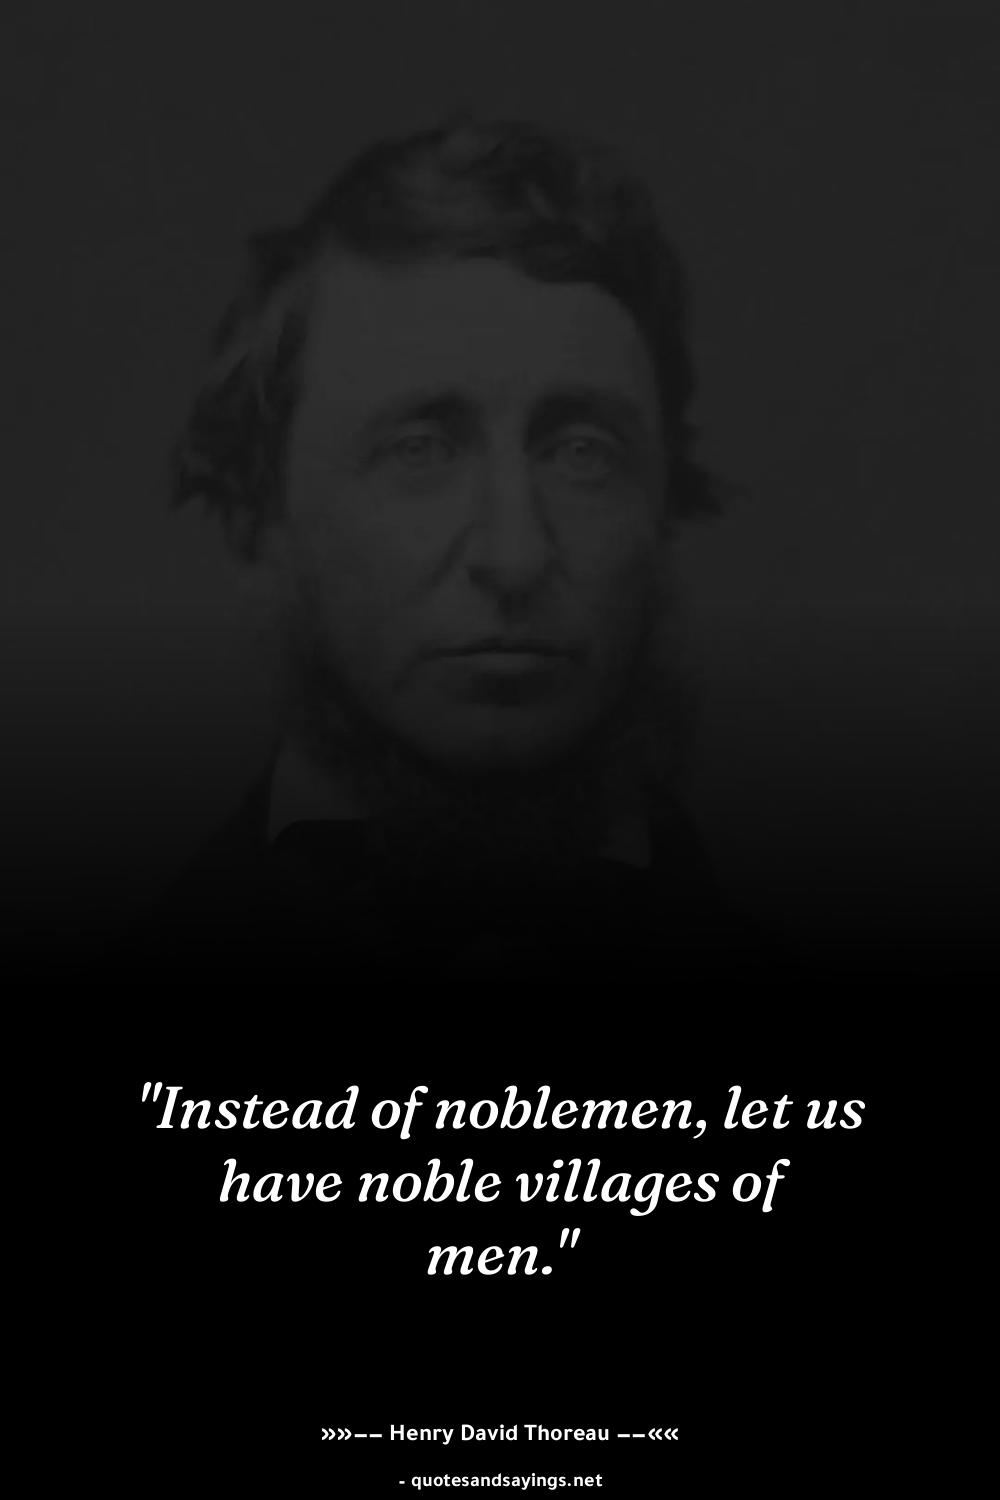 "Instead of noblemen, let us
have noble villages of
men."
»»–– Henry David Thoreau ––««
- quotesandsayings.net